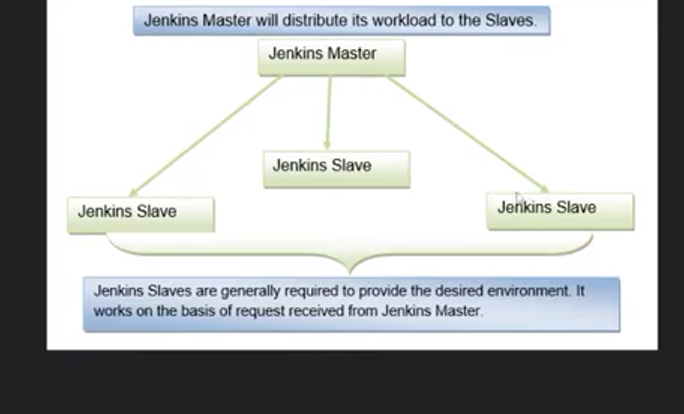 Jenkins Master will distribute its workload to the Slaves.
Jenkins Master
Jenkins Slave
Jenkins Slave
Jenkins Slave
Jenkins Slaves are generally required to provide the desired environment. It
works on the basis of request received from Jenkins Master.